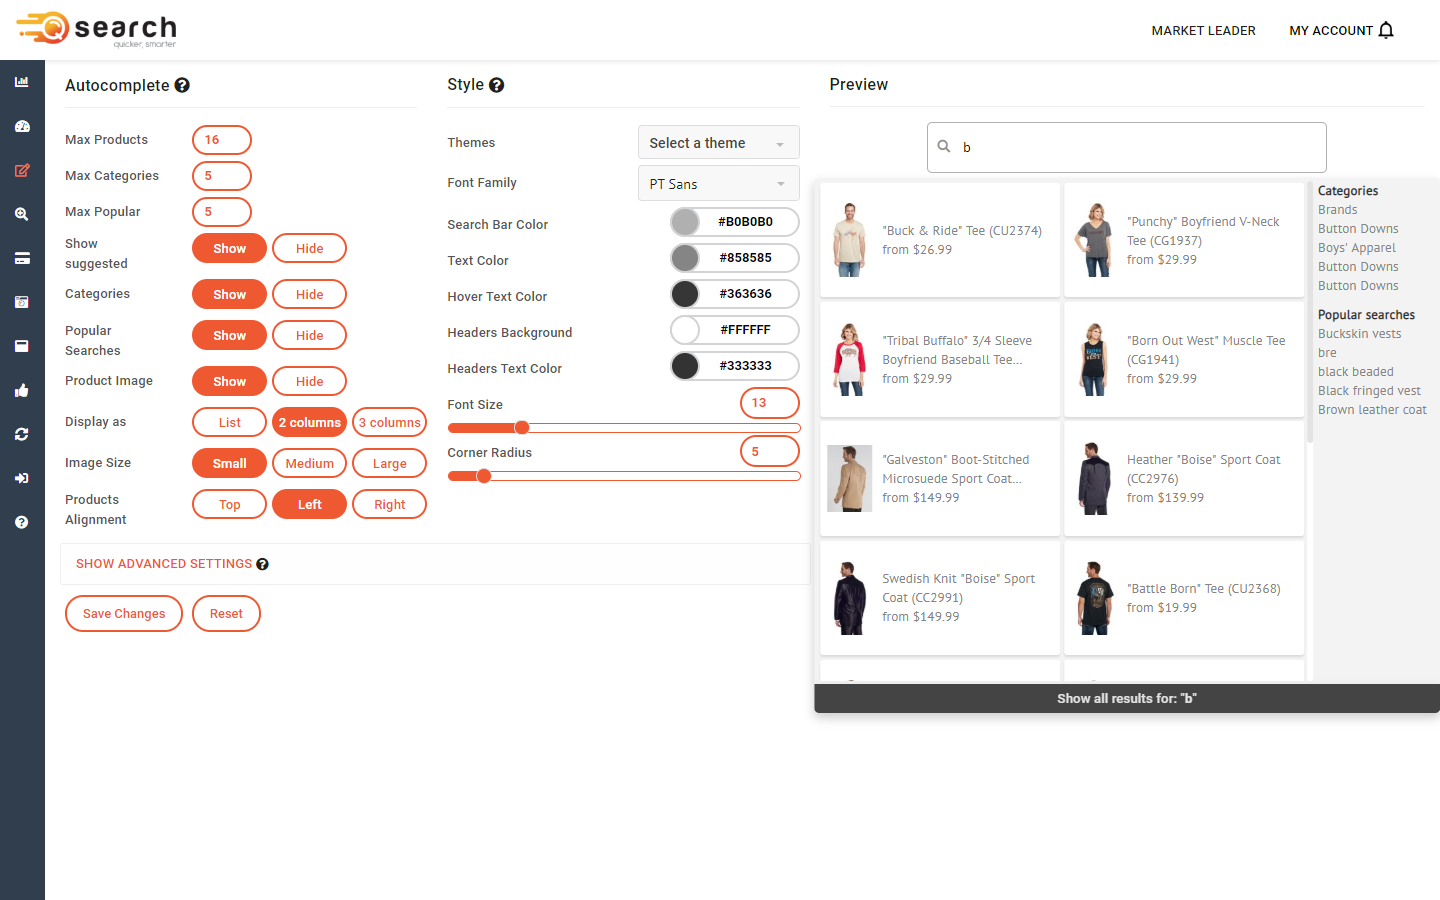 search
quicker, smarter
MARKET LEADER
MY ACCOUNT
Autocomplete
Max Products
16
Max Categories
5
Max Popular
5
Show
suggested
Show
Hide
Categories
Show
Hide
Popular
Searches
Show
Hide
Product Image
Show
Hide
Display as
List
2 columns
3 columns
Image Size
Small
Medium
Large
Products
Alignment
Top
Left
Right
SHOW ADVANCED SETTINGS
Save Changes
Reset
Style
Themes
Select a theme
Font Family
PT Sans
Search Bar Color
#B0B0B0
Text Color
#858585
Hover Text Color
#363636
Headers Background
#FFFFFF
Headers Text Color
#333333
Font Size
13
Corner Radius
5
Preview
b
"Buck & Ride" Tee (CU2374)
from $26.99
"Punchy" Boyfriend V-Neck
Tee (CG1937)
from $29.99
"Tribal Buffalo" 3/4 Sleeve
Boyfriend Baseball Tee...
from $29.99
"Born Out West" Muscle Tee
(CG1941)
from $29.99
"Galveston" Boot-Stitched
Microsuede Sport Coat...
from $149.99
Heather "Boise" Sport Coat
(CC2976)
from $139.99
Swedish Knit "Boise" Sport
Coat (CC2991)
from $149.99
"Battle Born" Tee (CU2368)
from $19.99
Categories
Brands
Button Downs
Boys' Apparel
Button Downs
Button Downs
Popular searches
Buckskin vests
bre
black beaded
Black fringed vest
Brown leather coat
Show all results for: "b"